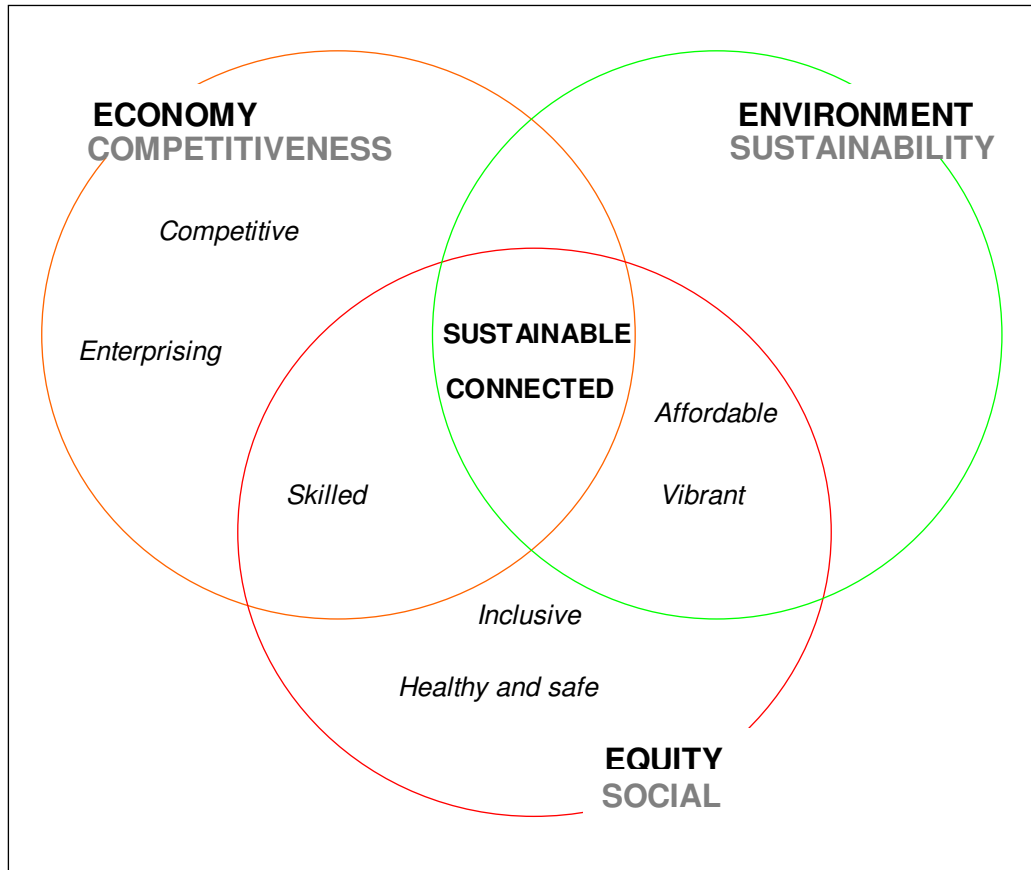 ECONOMY
COMPETITIVENESS
ENVIRONMENT
SUSTAINABILITY
Competitive
Enterprising
SUSTAINABLE
CONNECTED
Affordable
Skilled
Vibrant
Inclusive
Healthy and safe
EQUITY
SOCIAL